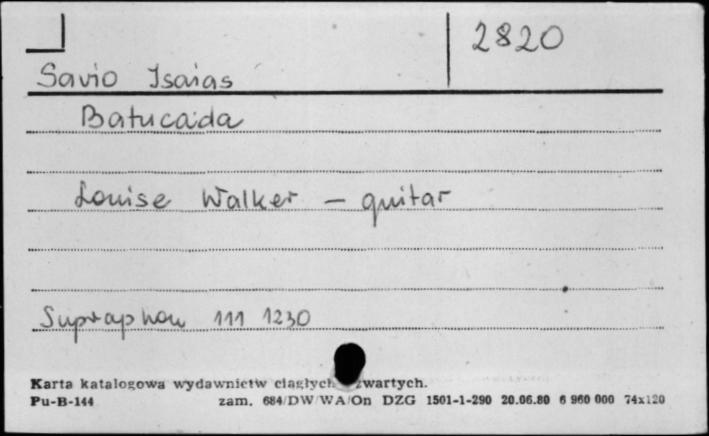 2820
Savio Isaias
Batucada
Louise Walker – guitar
Supraphon 111 1230
Karta katalogowa wydawnictw ciągłych zwartych.
Pu-B-144 zam. 684/DW/WA/On DZG 1501-1-290 20.06.80 6 960 000 74x120